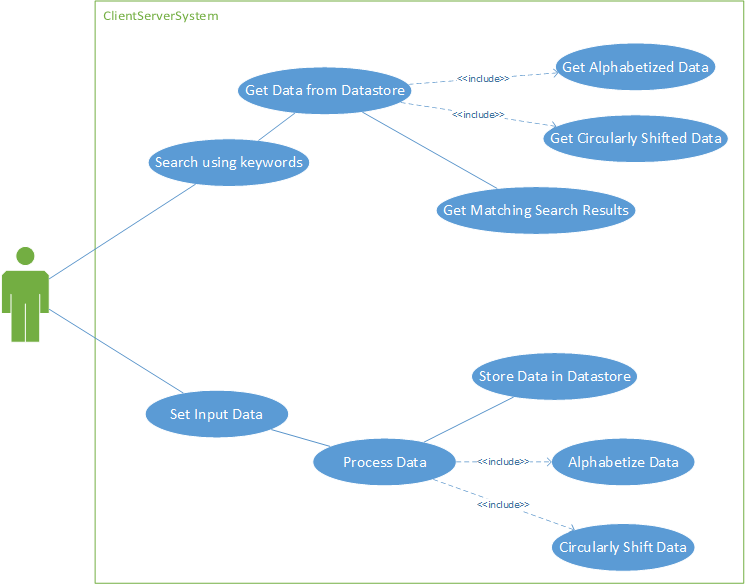 ClientServerSystem
Get Alphabetized Data
<<include>>
Get Data from Datastore
<<include>>
Get Circularly Shifted Data
Search using keywords
Get Matching Search Results
Store Data in Datastore
Set Input Data
Process Data
<<include>>
Alphabetize Data
<<include>>
Circularly Shift Data